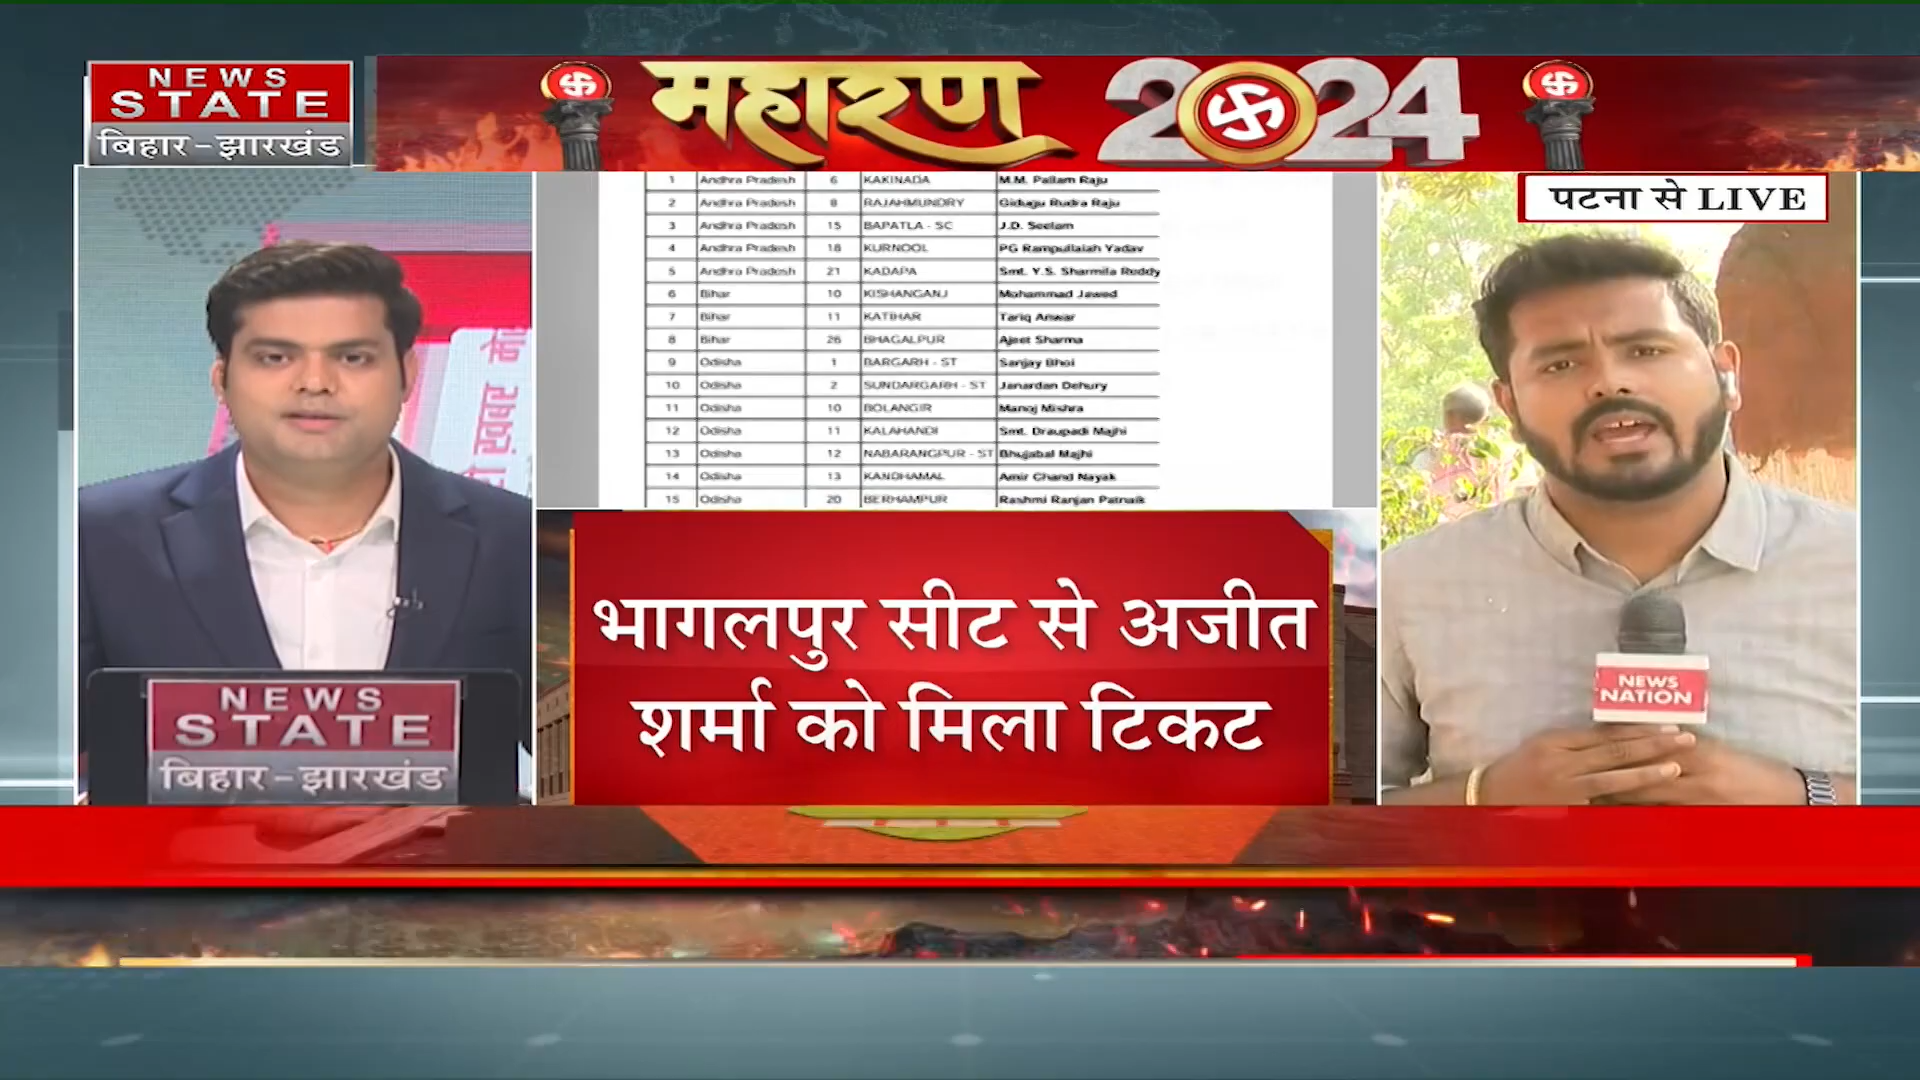 NEWS
STATE
बिहार-झारखंड
महारण 2024
पटना से LIVE
1 Andhra Pradesh 6 KAKINADA M.M. Pallam Raju
2 Andhra Pradesh 8 RAJAHMUNDRY Gidugu Rudra Raju
3 Andhra Pradesh 15 BAPATLA - SC J.D. Seelam
4 Andhra Pradesh 18 KURNOOL PG Rampullaiah Yadav
5 Andhra Pradesh 21 KADAPA Smt. Y.S. Sharmila Reddy
6 Bihar 10 KISHANGANJ Mohammad Jawed
7 Bihar 11 KATIHAR Tariq Anwar
8 Bihar 26 BHAGALPUR Ajeet Sharma
9 Odisha 1 BARGARH - ST Sanjay Bhoi
10 Odisha 2 SUNDARGARH - ST Janardan Dehury
11 Odisha 10 BOLANGIR Manoj Mishra
12 Odisha 11 KALAHANDI Smt. Draupadi Majhi
13 Odisha 12 NABARANGPUR - ST Bhujabal Majhi
14 Odisha 13 KANDHAMAL Amir Chand Nayak
15 Odisha 20 BERHAMPUR Rashmi Ranjan Patnaik
भागलपुर सीट से अजीत
शर्मा को मिला टिकट
NEWS
NATION
NEWS
STATE
बिहार-झारखंड